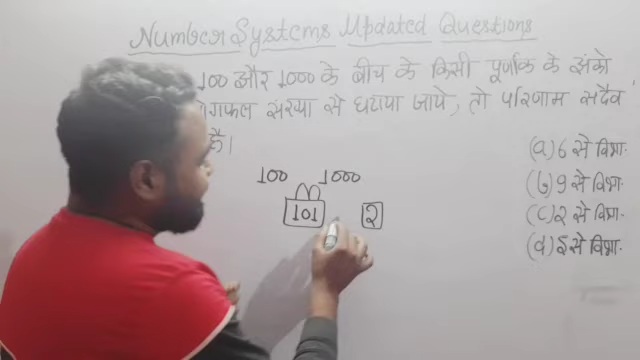 Number Systems Updated Questions
100 और 1000 के बीच के किसी पूर्णांक के अंको
गफल संख्या से घटाया जाये, तो परिणाम सदैव
है।
(a) 6 से विभा.
(b) 9 से विभा.
(c) 2 से विभा.
(d) 5 से विभा.
100 1000
101 2